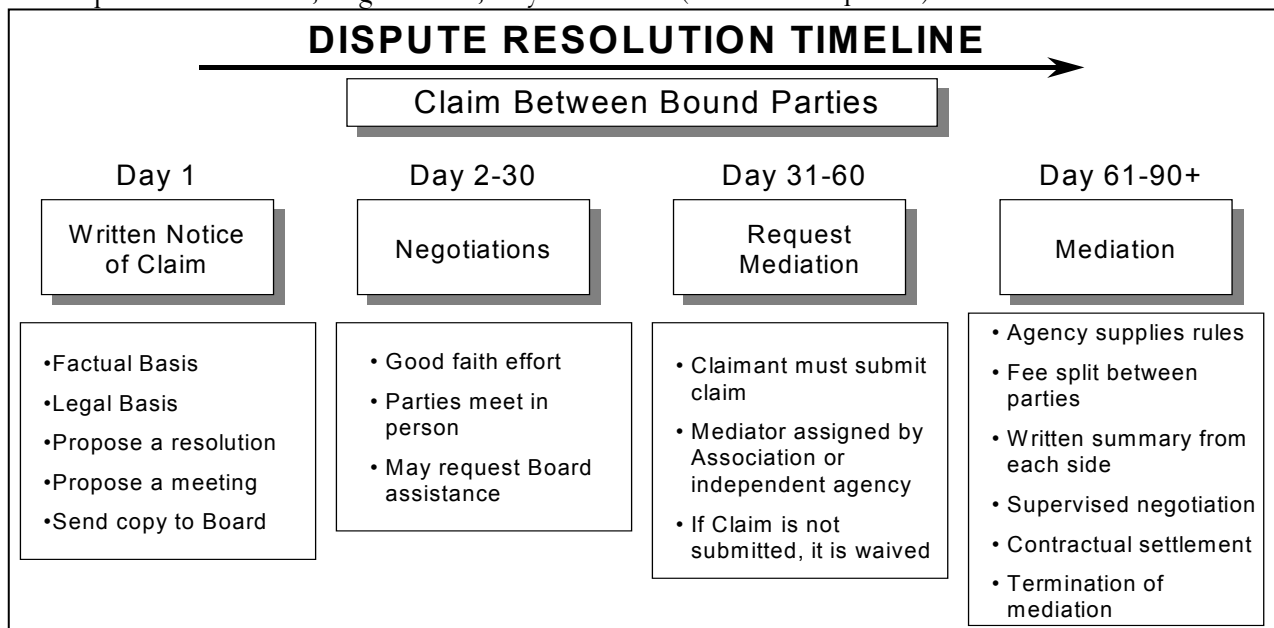 DISPUTE RESOLUTION TIMELINE
Claim Between Bound Parties
Day 1
Written Notice
of Claim
•Factual Basis
•Legal Basis
•Propose a resolution
•Propose a meeting
•Send copy to Board
Day 2-30
Negotiations
• Good faith effort
• Parties meet in
person
• May request Board
assistance
Day 31-60
Request
Mediation
• Claimant must submit
claim
• Mediator assigned by
Association or
independent agency
• If Claim is not
submitted, it is waived
Day 61-90+
Mediation
• Agency supplies rules
• Fee split between
parties
• Written summary from
each side
• Supervised negotiation
• Contractual settlement
• Termination of
mediation